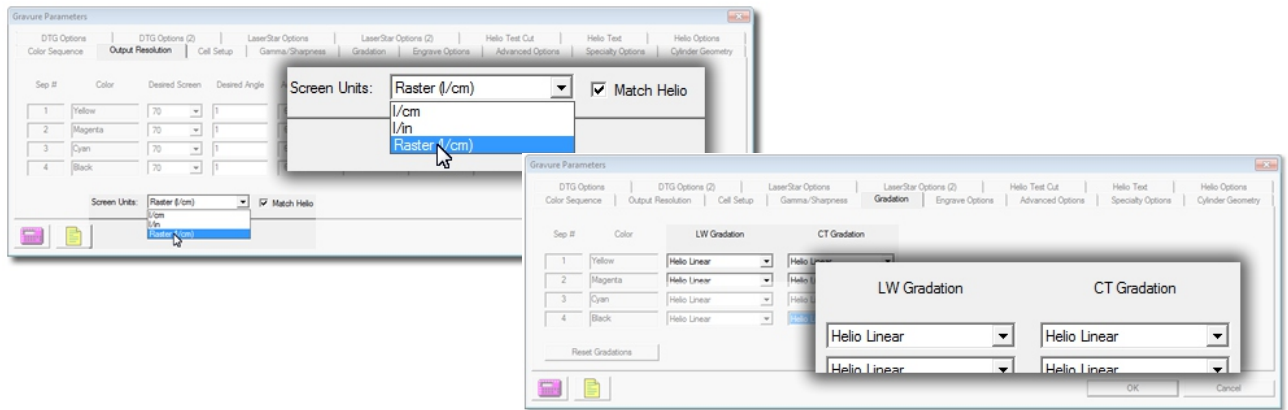 Gravure Parameters
DTG Options DTG Options (2) LaserStar Options LaserStar Options (2) Helio Test Cut Helio Text Helio Options
Color Sequence Output Resolution Cell Setup Gamma/Sharpness Gradation Engrave Options Advanced Options Specialty Options Cylinder Geometry
Sep # Color Desired Screen Desired Angle
1 Yellow 70 1
2 Magenta 70 1
3 Cyan 70 1
4 Black 70 1
Screen Units: Raster (l/cm) Match Helio
l/cm
l/in
Raster (l/cm)
Screen Units: Raster (l/cm) Match Helio
l/cm
l/in
Raster (l/cm)
Gravure Parameters
DTG Options DTG Options (2) LaserStar Options LaserStar Options (2) Helio Test Cut Helio Text Helio Options
Color Sequence Output Resolution Cell Setup Gamma/Sharpness Gradation Engrave Options Advanced Options Specialty Options Cylinder Geometry
Sep # Color LW Gradation CT Gradation
1 Yellow Helio Linear Helio Linear
2 Magenta Helio Linear
3 Cyan Helio Linear
4 Black Helio Linear
Reset Gradations
LW Gradation CT Gradation
Helio Linear Helio Linear
Helio Linear Helio Linear
OK Cancel